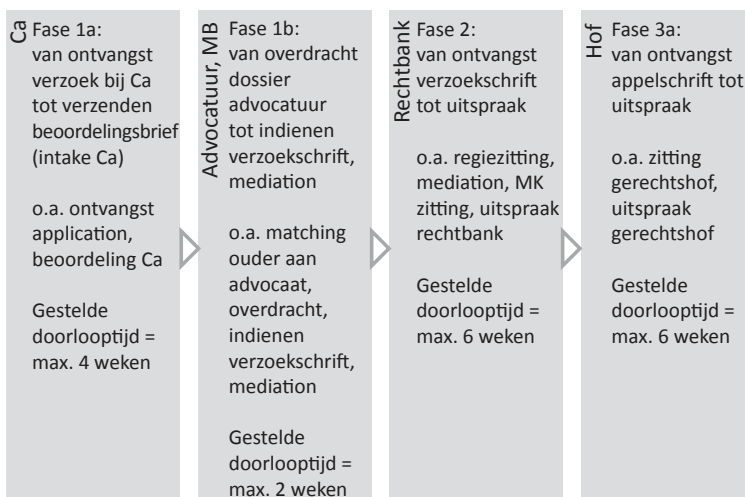 Ca
Fase 1a:
van ontvangst
verzoek bij Ca
tot verzenden
beoordelingsbrief
(intake Ca)
o.a. ontvangst
application,
beoordeling Ca
Gestelde
doorlooptijd =
max. 4 weken
Advocatuur, MB
Fase 1b:
van overdracht
dossier
advocatuur
tot indienen
verzoekschrift,
mediation
o.a. matching
ouder aan
advocaat,
overdracht,
indienen
verzoekschrift,
mediation
Gestelde
doorlooptijd =
max. 2 weken
Rechtbank
Fase 2:
van ontvangst
verzoekschrift
tot uitspraak
o.a. regiezitting,
mediation, MK
zitting, uitspraak
rechtbank
Gestelde
doorlooptijd =
max. 6 weken
Hof
Fase 3a:
van ontvangst
appelschrift tot
uitspraak
o.a. zitting
gerechtshof,
uitspraak
gerechtshof
Gestelde
doorlooptijd =
max. 6 weken